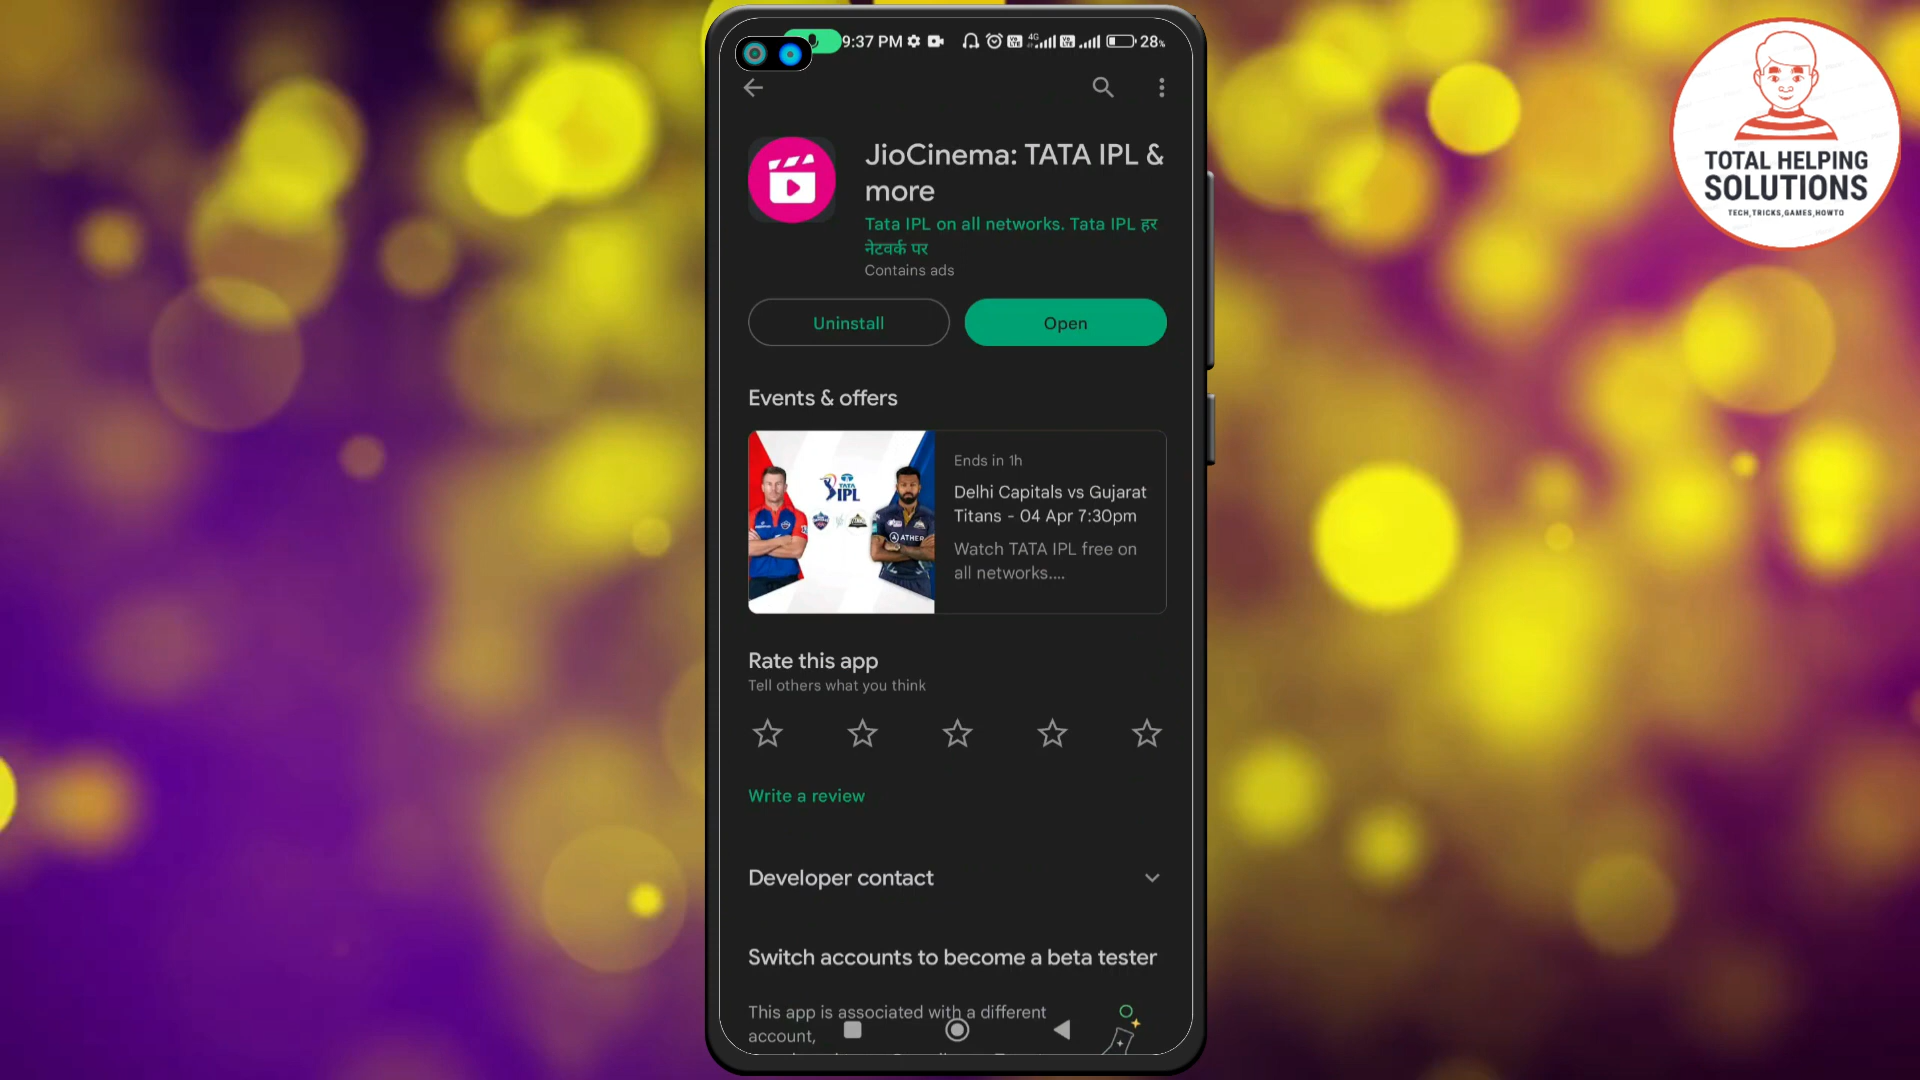 9:37 PM
4G
28%
JioCinema: TATA IPL &
more
Tata IPL on all networks. Tata IPL हर
नेटवर्क पर
Contains ads
Uninstall
Open
Events & offers
TATA
IPL
ATHER
Ends in 1h
Delhi Capitals vs Gujarat
Titans - 04 Apr 7:30pm
Watch TATA IPL free on
all networks....
Rate this app
Tell others what you think
Write a review
Developer contact
Switch accounts to become a beta tester
This app is associated with a different
account,
TOTAL HELPING
SOLUTIONS
TECH,TRICKS,GAMES,HOWTO